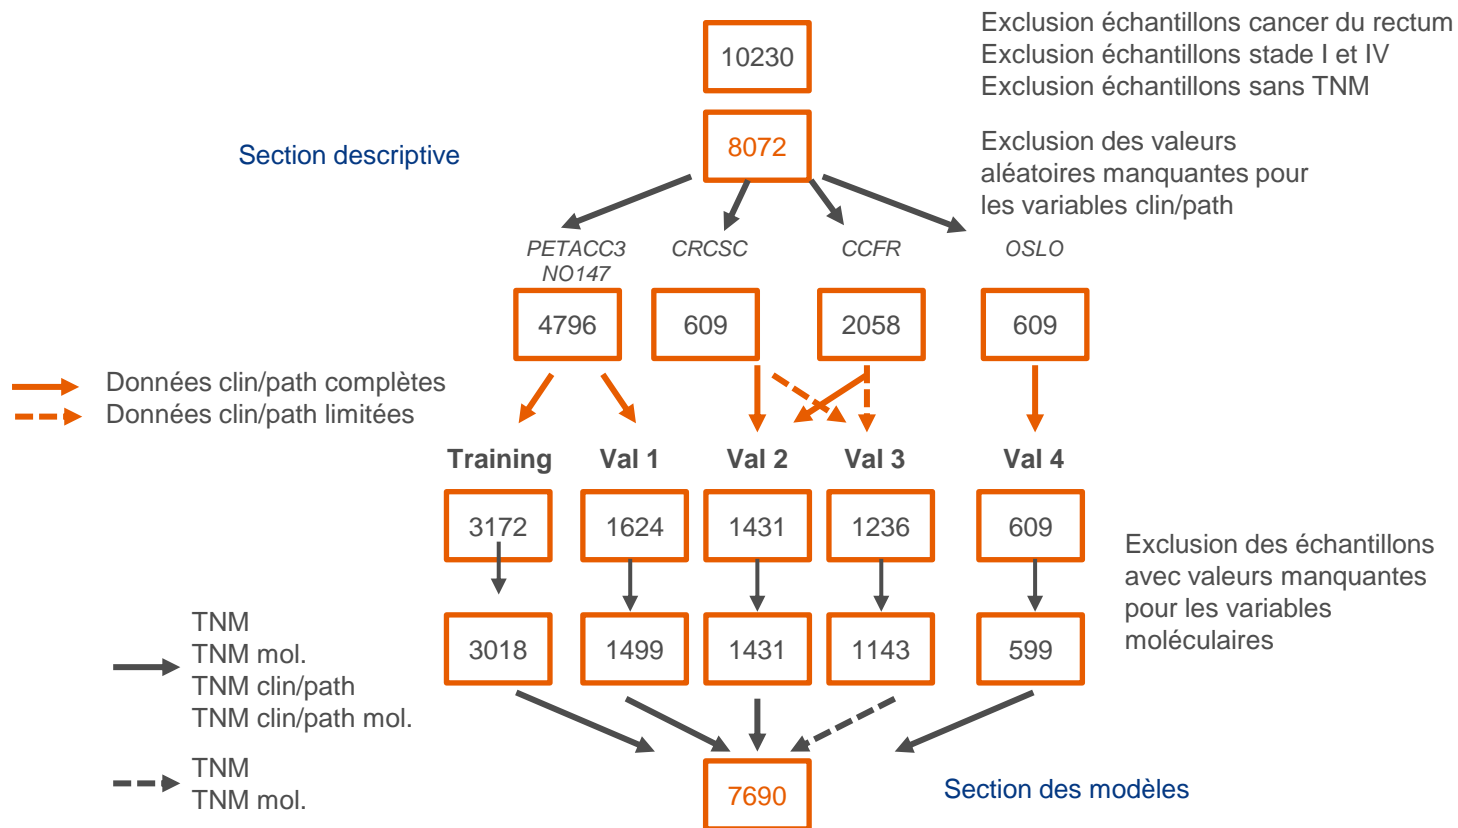 10230
Exclusion échantillons cancer du rectum
Exclusion échantillons stade I et IV
Exclusion échantillons sans TNM
Section descriptive
8072
Exclusion des valeurs
aléatoires manquantes pour
les variables clin/path
PETACC3
NO147
CRCSC
CCFR
OSLO
4796
609
2058
609
Données clin/path complètes
Données clin/path limitées
Training
Val 1
Val 2
Val 3
Val 4
3172
1624
1431
1236
609
Exclusion des échantillons
avec valeurs manquantes
pour les variables
moléculaires
3018
1499
1431
1143
599
TNM
TNM mol.
TNM clin/path
TNM clin/path mol.
TNM
TNM mol.
7690
Section des modèles